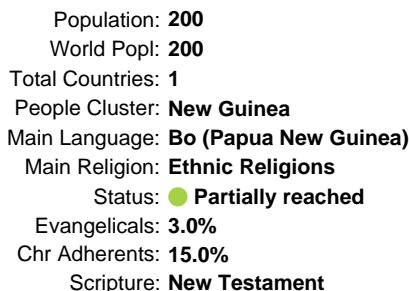 Population: 200
World Popl: 200
Total Countries: 1
People Cluster: New Guinea
Main Language: Bo (Papua New Guinea)
Main Religion: Ethnic Religions
Status: Partially reached
Evangelicals: 3.0%
Chr Adherents: 15.0%
Scripture: New Testament